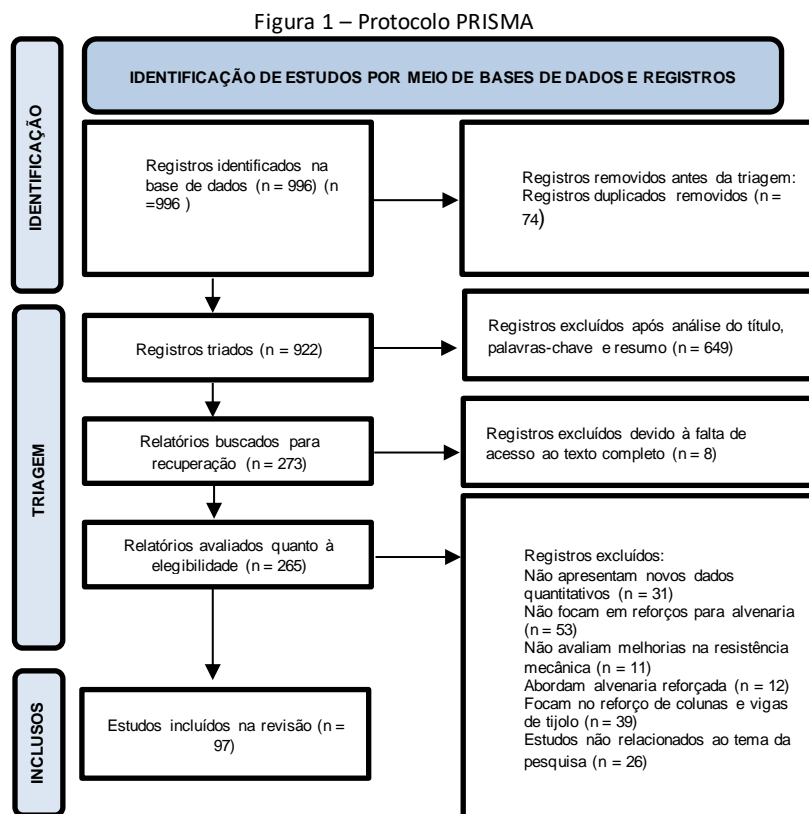 Figura 1 – Protocolo PRISMA
IDENTIFICAÇÃO DE ESTUDOS POR MEIO DE BASES DE DADOS E REGISTROS
IDENTIFICAÇÃO
Registros identificados na
base de dados (n = 996) (n
=996 )
Registros removidos antes da triagem:
Registros duplicados removidos (n =
74)
TRIAGEM
Registros triados (n = 922)
Registros excluídos após análise do título,
palavras-chave e resumo (n = 649)
Relatórios buscados para
recuperação (n = 273)
Registros excluídos devido à falta de
acesso ao texto completo (n = 8)
Relatórios avaliados quanto à
elegibilidade (n = 265)
Registros excluídos:
Não apresentam novos dados
quantitativos (n = 31)
Não focam em reforços para alvenaria
(n = 53)
Não avaliam melhorias na resistência
mecânica (n = 11)
Abordam alvenaria reforçada (n = 12)
Focam no reforço de colunas e vigas
de tijolo (n = 39)
Estudos não relacionados ao tema da
pesquisa (n = 26)
INCLUSOS
Estudos incluídos na revisão (n =
97)